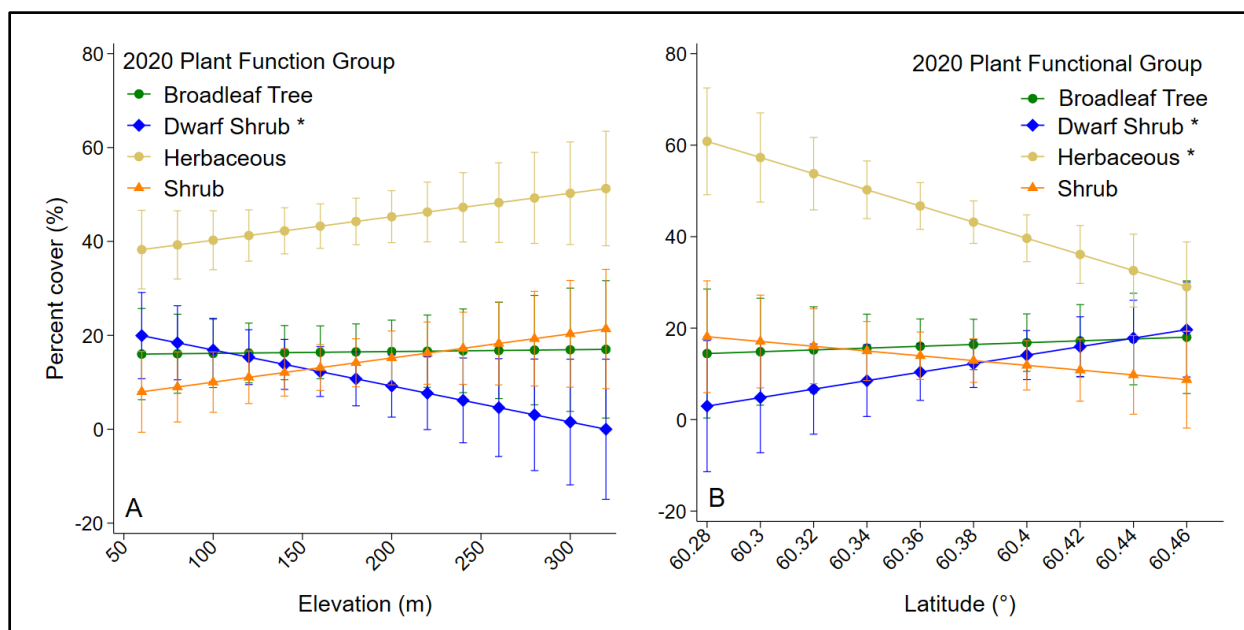 2020 Plant Function Group
Broadleaf Tree
Dwarf Shrub *
Herbaceous
Shrub
Percent cover (%)
80
60
40
20
0
-20
A
50
100
150
200
250
300
Elevation (m)
2020 Plant Functional Group
Broadleaf Tree
Dwarf Shrub *
Herbaceous *
Shrub
80
60
40
20
0
-20
B
60.28
60.3
60.32
60.34
60.36
60.38
60.4
60.42
60.44
60.46
Latitude (°)